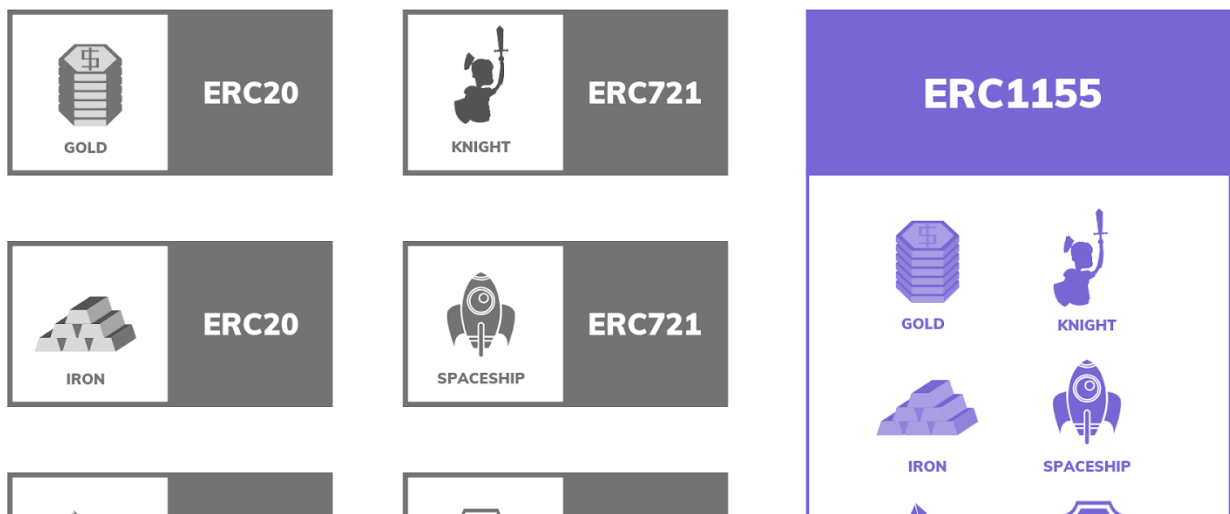 GOLD
ERC20
KNIGHT
ERC721
ERC1155
GOLD
KNIGHT
IRON
ERC20
SPACESHIP
ERC721
IRON
SPACESHIP